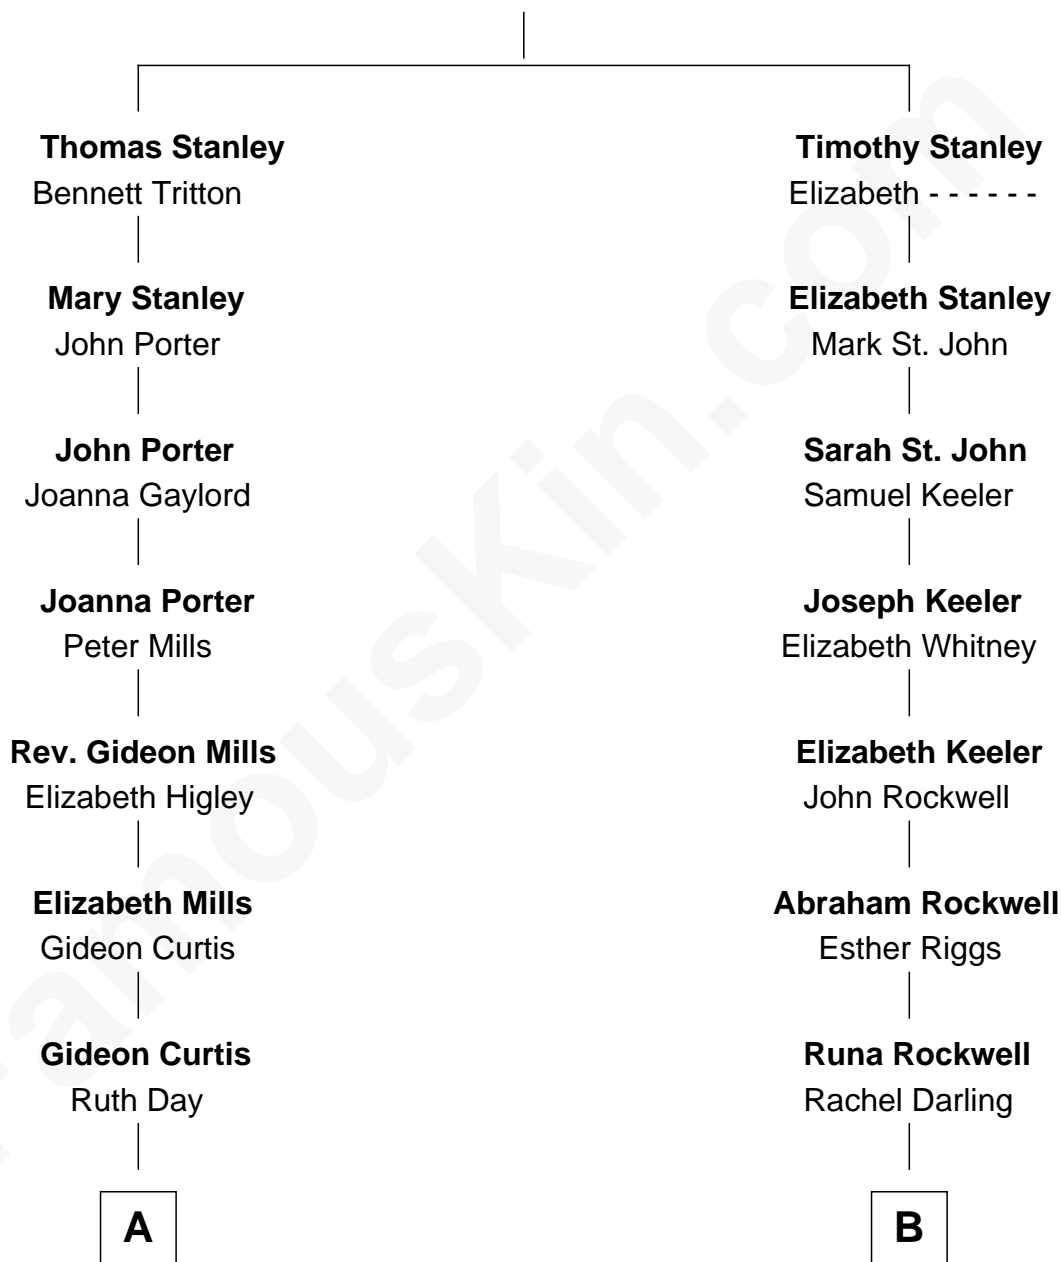 Thomas Stanley
Bennett Tritton
Mary Stanley
John Porter
John Porter
Joanna Gaylord
Joanna Porter
Peter Mills
Rev. Gideon Mills
Elizabeth Higley
Elizabeth Mills
Gideon Curtis
Gideon Curtis
Ruth Day
A
Timothy Stanley
Elizabeth - - - - - -
Elizabeth Stanley
Mark St. John
Sarah St. John
Samuel Keeler
Joseph Keeler
Elizabeth Whitney
Elizabeth Keeler
John Rockwell
Abraham Rockwell
Esther Riggs
Runa Rockwell
Rachel Darling
B
FamousKin.com